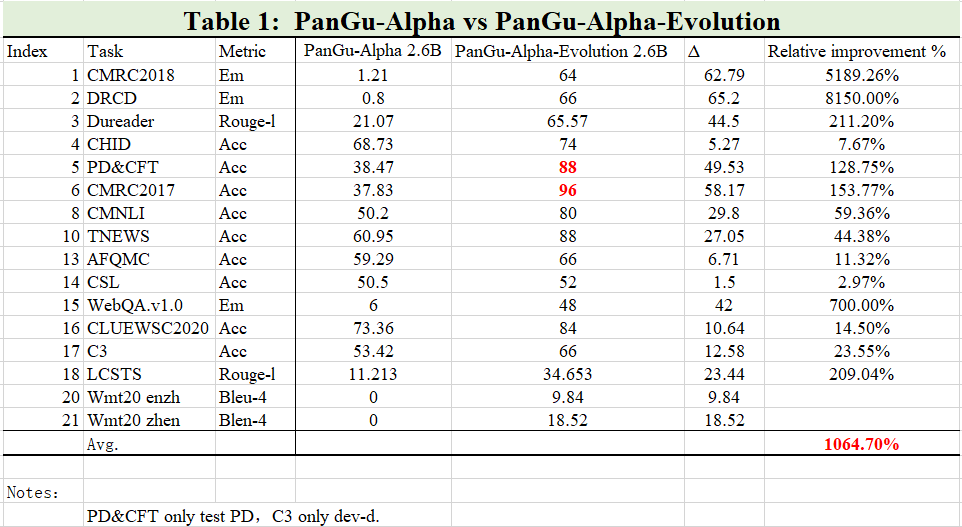 Table 1: PanGu-Alpha vs PanGu-Alpha-Evolution
Index Task Metric PanGu-Alpha 2.6B PanGu-Alpha-Evolution 2.6B Δ Relative improvement %
1 CMRC2018 Em 1.21 64 62.79 5189.26%
2 DRCD Em 0.8 66 65.2 8150.00%
3 Dureader Rouge-l 21.07 65.57 44.5 211.20%
4 CHID Acc 68.73 74 5.27 7.67%
5 PD&CFT Acc 38.47 88 49.53 128.75%
6 CMRC2017 Acc 37.83 96 58.17 153.77%
8 CMNLI Acc 50.2 80 29.8 59.36%
10 TNEWS Acc 60.95 88 27.05 44.38%
13 AFQMC Acc 59.29 66 6.71 11.32%
14 CSL Acc 50.5 52 1.5 2.97%
15 WebQA.v1.0 Em 6 48 42 700.00%
16 CLUEWSC2020 Acc 73.36 84 10.64 14.50%
17 C3 Acc 53.42 66 12.58 23.55%
18 LCSTS Rouge-l 11.213 34.653 23.44 209.04%
20 Wmt20 enzh Bleu-4 0 9.84 9.84
21 Wmt20 zhen Blen-4 0 18.52 18.52
Avg. 1064.70%
Notes：
PD&CFT only test PD，C3 only dev-d.